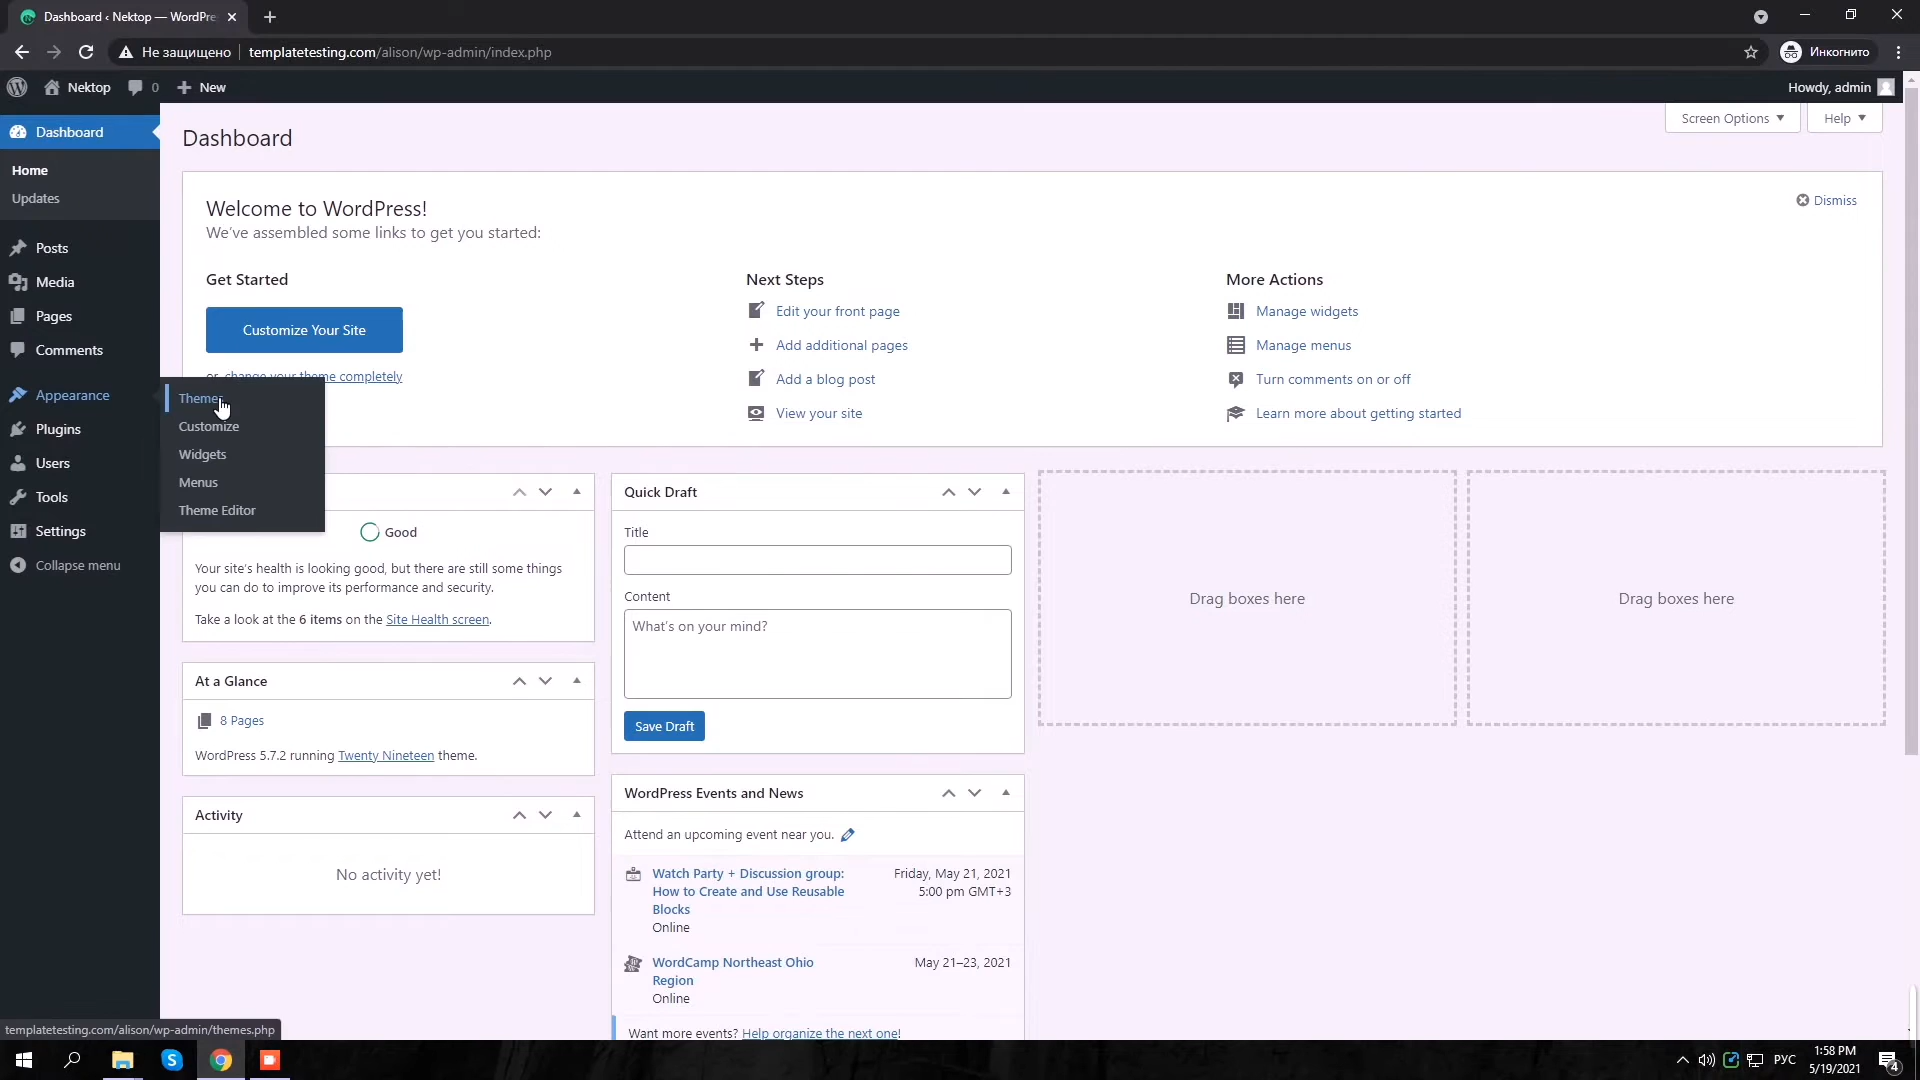 Dashboard ‹ Nektop — WordPre
Не защищено
templatetesting.com/alison/wp-admin/index.php
Инкогнито
Nektop
0
New
Howdy, admin
Dashboard
Home
Updates
Posts
Media
Pages
Comments
Appearance
Plugins
Users
Tools
Settings
Collapse menu
Themes
Customize
Widgets
Menus
Theme Editor
Dashboard
Screen Options
Help
Welcome to WordPress!
We've assembled some links to get you started:
Dismiss
Get Started
Customize Your Site
or, change your theme completely
Next Steps
Edit your front page
Add additional pages
Add a blog post
View your site
More Actions
Manage widgets
Manage menus
Turn comments on or off
Learn more about getting started
Good
Your site's health is looking good, but there are still some things
you can do to improve its performance and security.
Take a look at the 6 items on the Site Health screen.
At a Glance
8 Pages
WordPress 5.7.2 running Twenty Nineteen theme.
Activity
No activity yet!
Quick Draft
Title
Content
What's on your mind?
Save Draft
WordPress Events and News
Attend an upcoming event near you.
Watch Party + Discussion group:
How to Create and Use Reusable
Blocks
Online
Friday, May 21, 2021
5:00 pm GMT+3
WordCamp Northeast Ohio
Region
Online
May 21–23, 2021
Want more events? Help organize the next one!
Drag boxes here
Drag boxes here
templatetesting.com/alison/wp-admin/themes.php
РУС
1:58 PM
5/19/2021
4